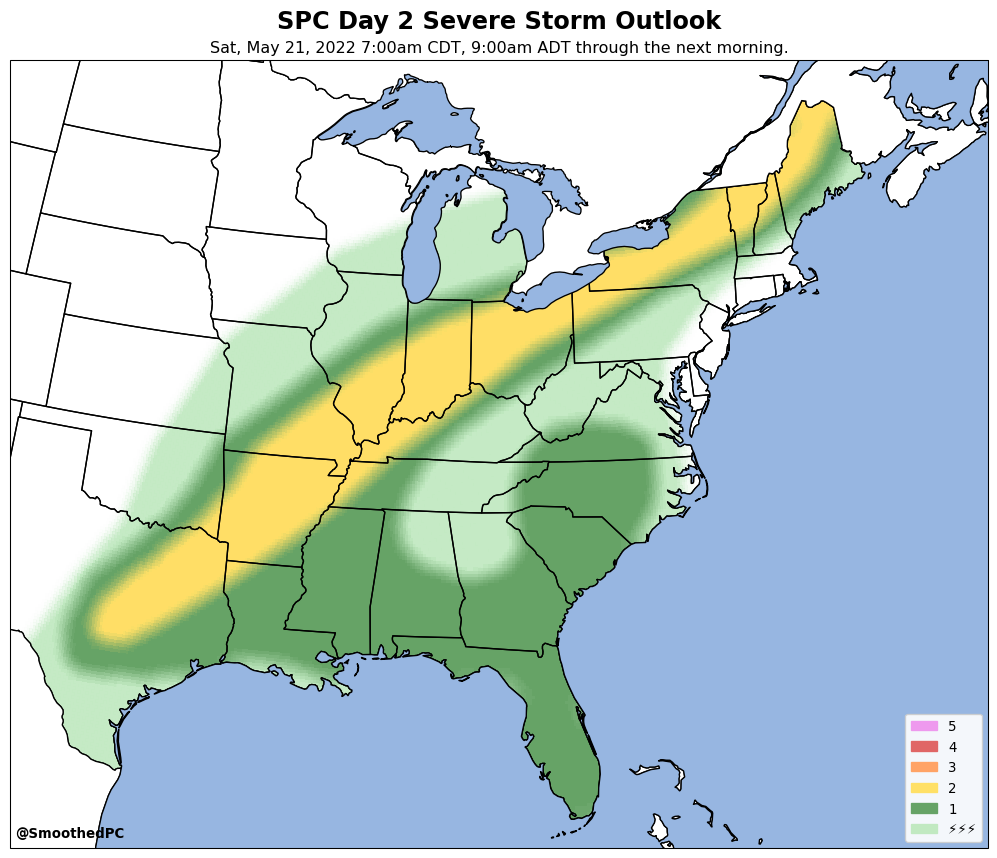 SPC Day 2 Severe Storm Outlook
Sat, May 21, 2022 7:00am CDT, 9:00am ADT through the next morning.
5
4
3
2
1
⚡⚡⚡
@SmoothedPC